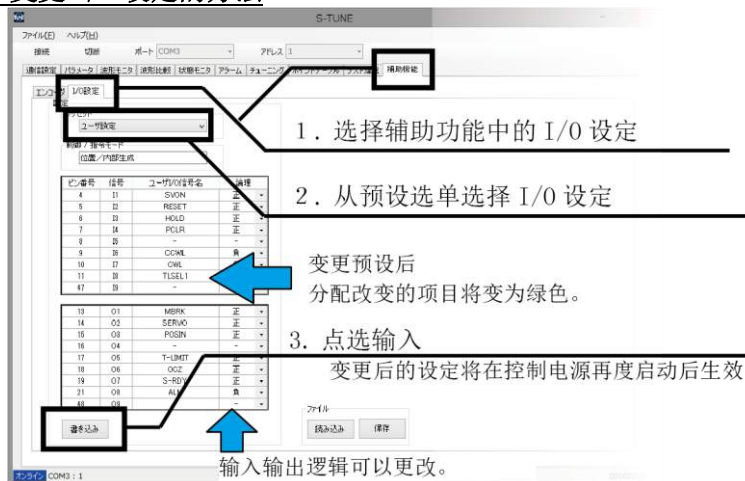 S-TUNE
ファイル(F) ヘルプ(H)
接続 切断 ポート COM3 アドレス 1
通信設定 パラメータ 波形モニタ 波形比較 状態モニタ アラーム チューニング 補助機能
I/O設定
ユーザ設定
位置/内部生成
1. 选择辅助功能中的 I/O 设定
ピン番号 信号 ユーザI/O信号名 論理
4 I1 SVON 正
5 I2 RESET 正
6 I3 HOLD 正
7 I4 PCLR 正
8 I5 - -
9 I6 CCWL 負
10 I7 CWL
11 I8 TLSEL1
47 I9 -
2. 从预设选单选择 I/O 设定
变更预设后
分配改变的项目将变为绿色。
13 O1 MBRK 正
14 O2 SERVO 正
15 O3 POSIN 正
16 O4 - -
17 O5 T-LIMIT 正
18 O6 OCZ 正
19 O7 S-RDY 正
21 O8 負
48 O9 -
3. 点选输入
变更后的设定将在控制电源再度启动后生效
書き込み
ファイル
読み込み 保存
输入输出逻辑可以更改。
オンライン COM3 : 1